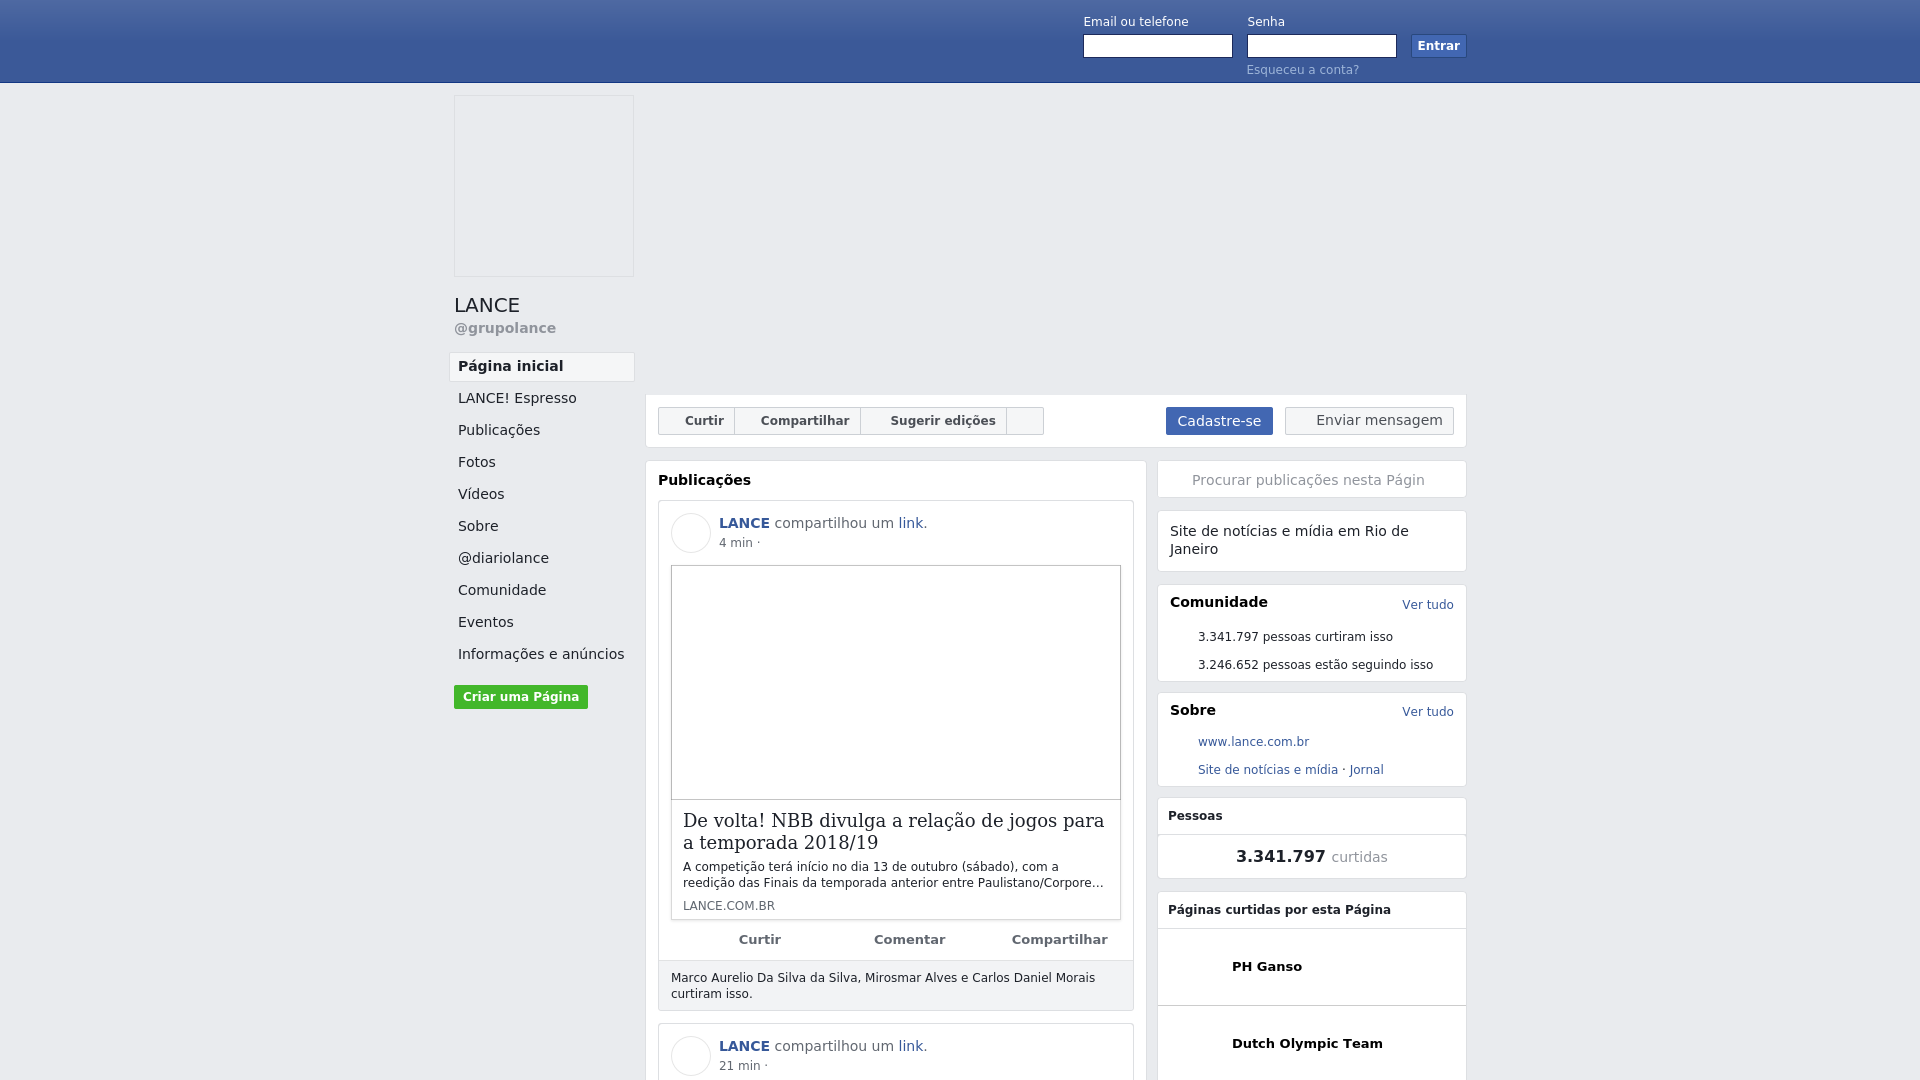 Email ou telefone
Senha
Entrar
Esqueceu a conta?
LANCE
@grupolance
Página inicial
LANCE! Espresso
Publicações
Fotos
Vídeos
Sobre
@diariolance
Comunidade
Eventos
Informações e anúncios
Criar uma Página
Curtir
Compartilhar
Sugerir edições
Cadastre-se
Enviar mensagem
Publicações
LANCE compartilhou um link.
4 min ·
De volta! NBB divulga a relação de jogos para
a temporada 2018/19
A competição terá início no dia 13 de outubro (sábado), com a
reedição das Finais da temporada anterior entre Paulistano/Corpore…
LANCE.COM.BR
Curtir
Comentar
Compartilhar
Marco Aurelio Da Silva da Silva, Mirosmar Alves e Carlos Daniel Morais
curtiram isso.
LANCE compartilhou um link.
21 min ·
Procurar publicações nesta Págin
Site de notícias e mídia em Rio de
Janeiro
Comunidade
Ver tudo
3.341.797 pessoas curtiram isso
3.246.652 pessoas estão seguindo isso
Sobre
Ver tudo
www.lance.com.br
Site de notícias e mídia · Jornal
Pessoas
3.341.797 curtidas
Páginas curtidas por esta Página
PH Ganso
Dutch Olympic Team